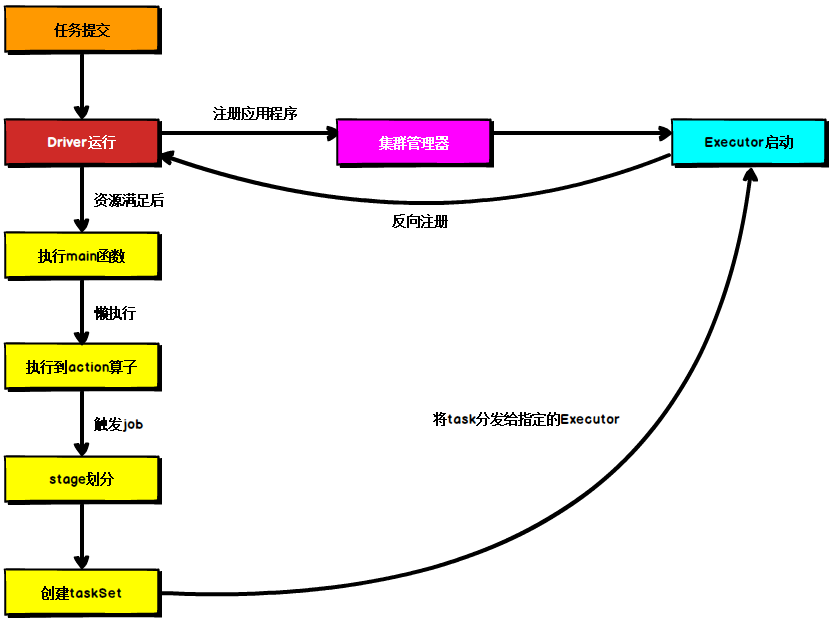 任务提交
注册应用程序
Driver运行
集群管理器
Executor启动
资源满足后
反向注册
执行main函数
懒执行
执行到action算子
触发job
将task分发给指定的Executor
stage划分
创建taskSet